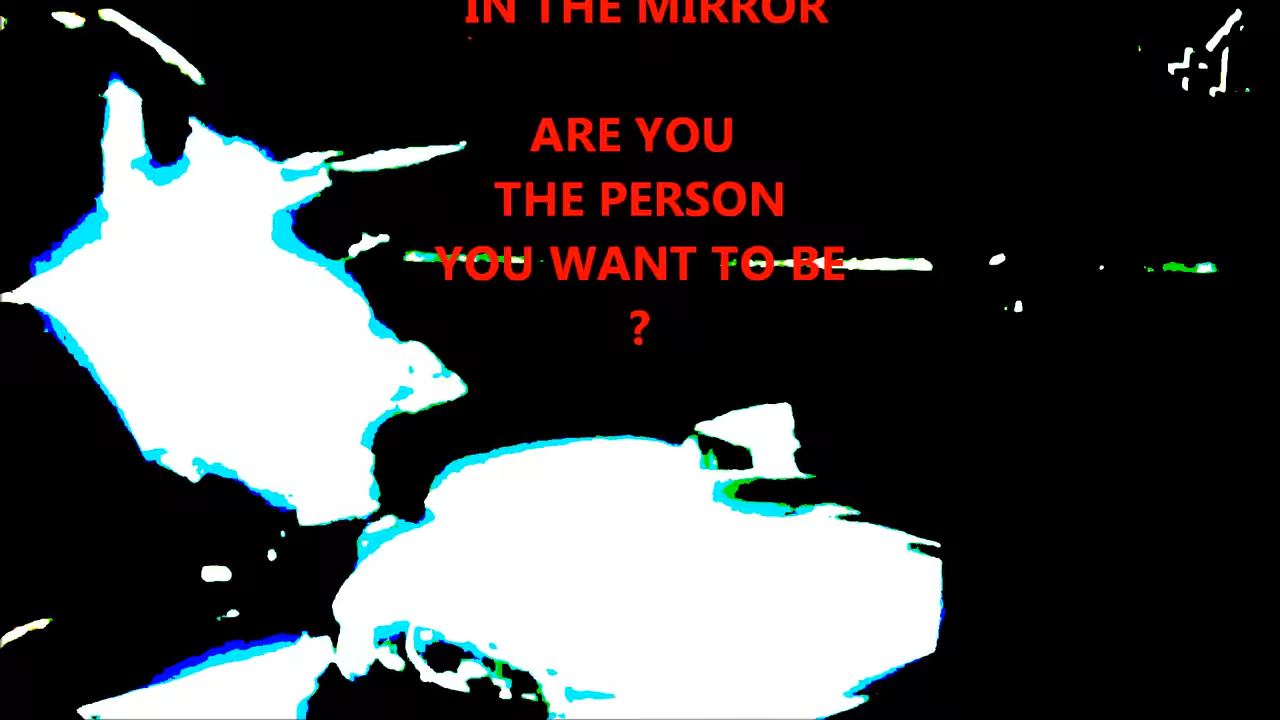 IN THE MIRROR
ARE YOU
THE PERSON
YOU WANT TO BE
?